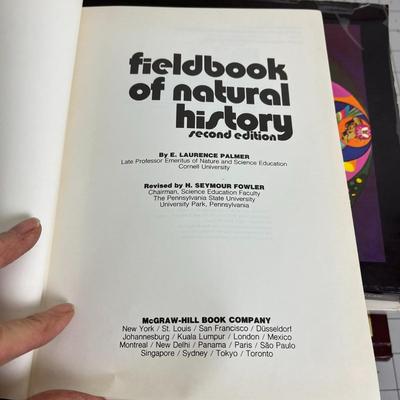 fieldbook
of natural
history
second edition
By E. LAURENCE PALMER
Late Professor Emeritus of Nature and Science Education
Cornell University
Revised by H. SEYMOUR FOWLER
Chairman, Science Education Faculty
The Pennsylvania State University
University Park, Pennsylvania
McGRAW-HILL BOOK COMPANY
New York / St. Louis / San Francisco / Düsseldorf
Johannesburg / Kuala Lumpur / London / Mexico
Montreal / New Delhi / Panama / Paris / São Paulo
Singapore / Sydney / Tokyo / Toronto